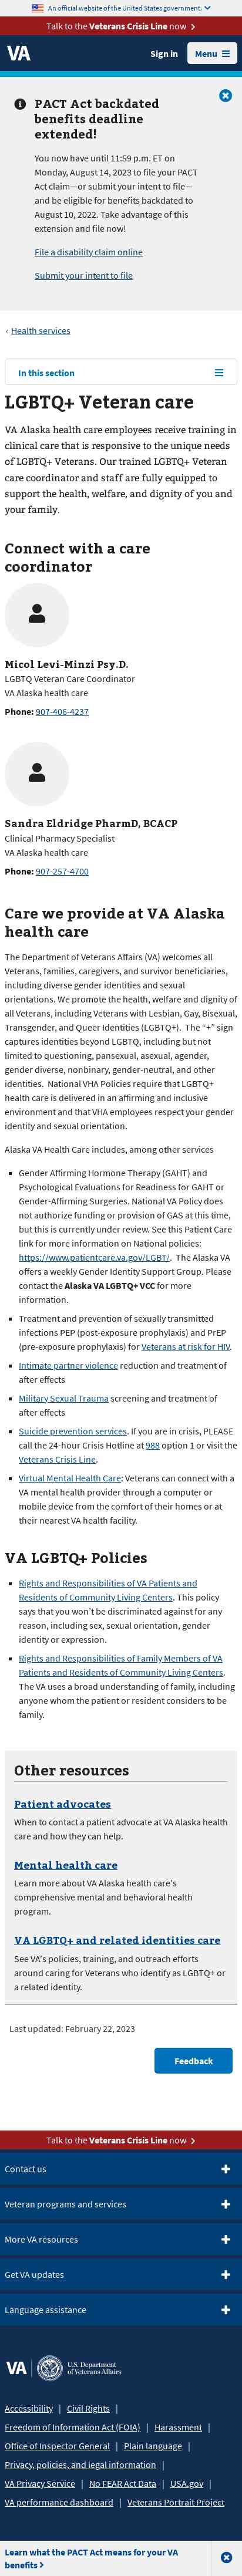 An official website of the United States government.
Talk to the Veterans Crisis Line now
VA
Sign in
Menu
PACT Act backdated
benefits deadline
extended!
You now have until 11:59 p.m. ET on
Monday, August 14, 2023 to file your PACT
Act claim—or submit your intent to file—
and be eligible for benefits backdated to
August 10, 2022. Take advantage of this
extension and file now!
File a disability claim online
Submit your intent to file
‹ Health services
In this section
LGBTQ+ Veteran care
VA Alaska health care employees receive training in
clinical care that is responsive to the unique needs
of LGBTQ+ Veterans. Our trained LGBTQ+ Veteran
care coordinator and staff are fully equipped to
support the health, welfare, and dignity of you and
your family.
Connect with a care
coordinator
Micol Levi-Minzi Psy.D.
LGBTQ Veteran Care Coordinator
VA Alaska health care
Phone: 907-406-4237
Sandra Eldridge PharmD, BCACP
Clinical Pharmacy Specialist
VA Alaska health care
Phone: 907-257-4700
Care we provide at VA Alaska
health care
The Department of Veterans Affairs (VA) welcomes all
Veterans, families, caregivers, and survivor beneficiaries,
including diverse gender identities and sexual
orientations. We promote the health, welfare and dignity of
all Veterans, including Veterans with Lesbian, Gay, Bisexual,
Transgender, and Queer Identities (LGBTQ+). The “+” sign
captures identities beyond LGBTQ, including but not
limited to questioning, pansexual, asexual, agender,
gender diverse, nonbinary, gender-neutral, and other
identities. National VHA Policies require that LGBTQ+
health care is delivered in an affirming and inclusive
environment and that VHA employees respect your gender
identity and sexual orientation.
Alaska VA Health Care includes, among other services
▪ Gender Affirming Hormone Therapy (GAHT) and
Psychological Evaluations for Readiness for GAHT or
Gender-Affirming Surgeries. National VA Policy does
not authorize funding or provision of GAS at this time,
but this is currently under review. See this Patient Care
link for more information on National policies:
https://www.patientcare.va.gov/LGBT/. The Alaska VA
offers a weekly Gender Identity Support Group. Please
contact the Alaska VA LGBTQ+ VCC for more
information.
▪ Treatment and prevention of sexually transmitted
infections PEP (post-exposure prophylaxis) and PrEP
(pre-exposure prophylaxis) for Veterans at risk for HIV.
▪ Intimate partner violence reduction and treatment of
after effects
▪ Military Sexual Trauma screening and treatment of
after effects
▪ Suicide prevention services. If you are in crisis, PLEASE
call the 24-hour Crisis Hotline at 988 option 1 or visit the
Veterans Crisis Line.
▪ Virtual Mental Health Care: Veterans can connect with a
VA mental health provider through a computer or
mobile device from the comfort of their homes or at
their nearest VA health facility.
VA LGBTQ+ Policies
▪ Rights and Responsibilities of VA Patients and
Residents of Community Living Centers. This policy
says that you won’t be discriminated against for any
reason, including sex, sexual orientation, gender
identity or expression.
▪ Rights and Responsibilities of Family Members of VA
Patients and Residents of Community Living Centers.
The VA uses a broad understanding of family, including
anyone to whom the patient or resident considers to be
family.
Other resources
Patient advocates
When to contact a patient advocate at VA Alaska health
care and how they can help.
Mental health care
Learn more about VA Alaska health care's
comprehensive mental and behavioral health
program.
VA LGBTQ+ and related identities care
See VA's policies, training, and outreach efforts
around caring for Veterans who identify as LGBTQ+ or
a related identity.
Last updated: February 22, 2023
Feedback
Talk to the Veterans Crisis Line now
Contact us
Veteran programs and services
More VA resources
Get VA updates
Language assistance
VA U.S. Department
of Veterans Affairs
Accessibility | Civil Rights |
Freedom of Information Act (FOIA) | Harassment |
Office of Inspector General | Plain language |
Privacy, policies, and legal information |
VA Privacy Service | No FEAR Act Data | USA.gov |
VA performance dashboard | Veterans Portrait Project
Learn what the PACT Act means for your VA
benefits